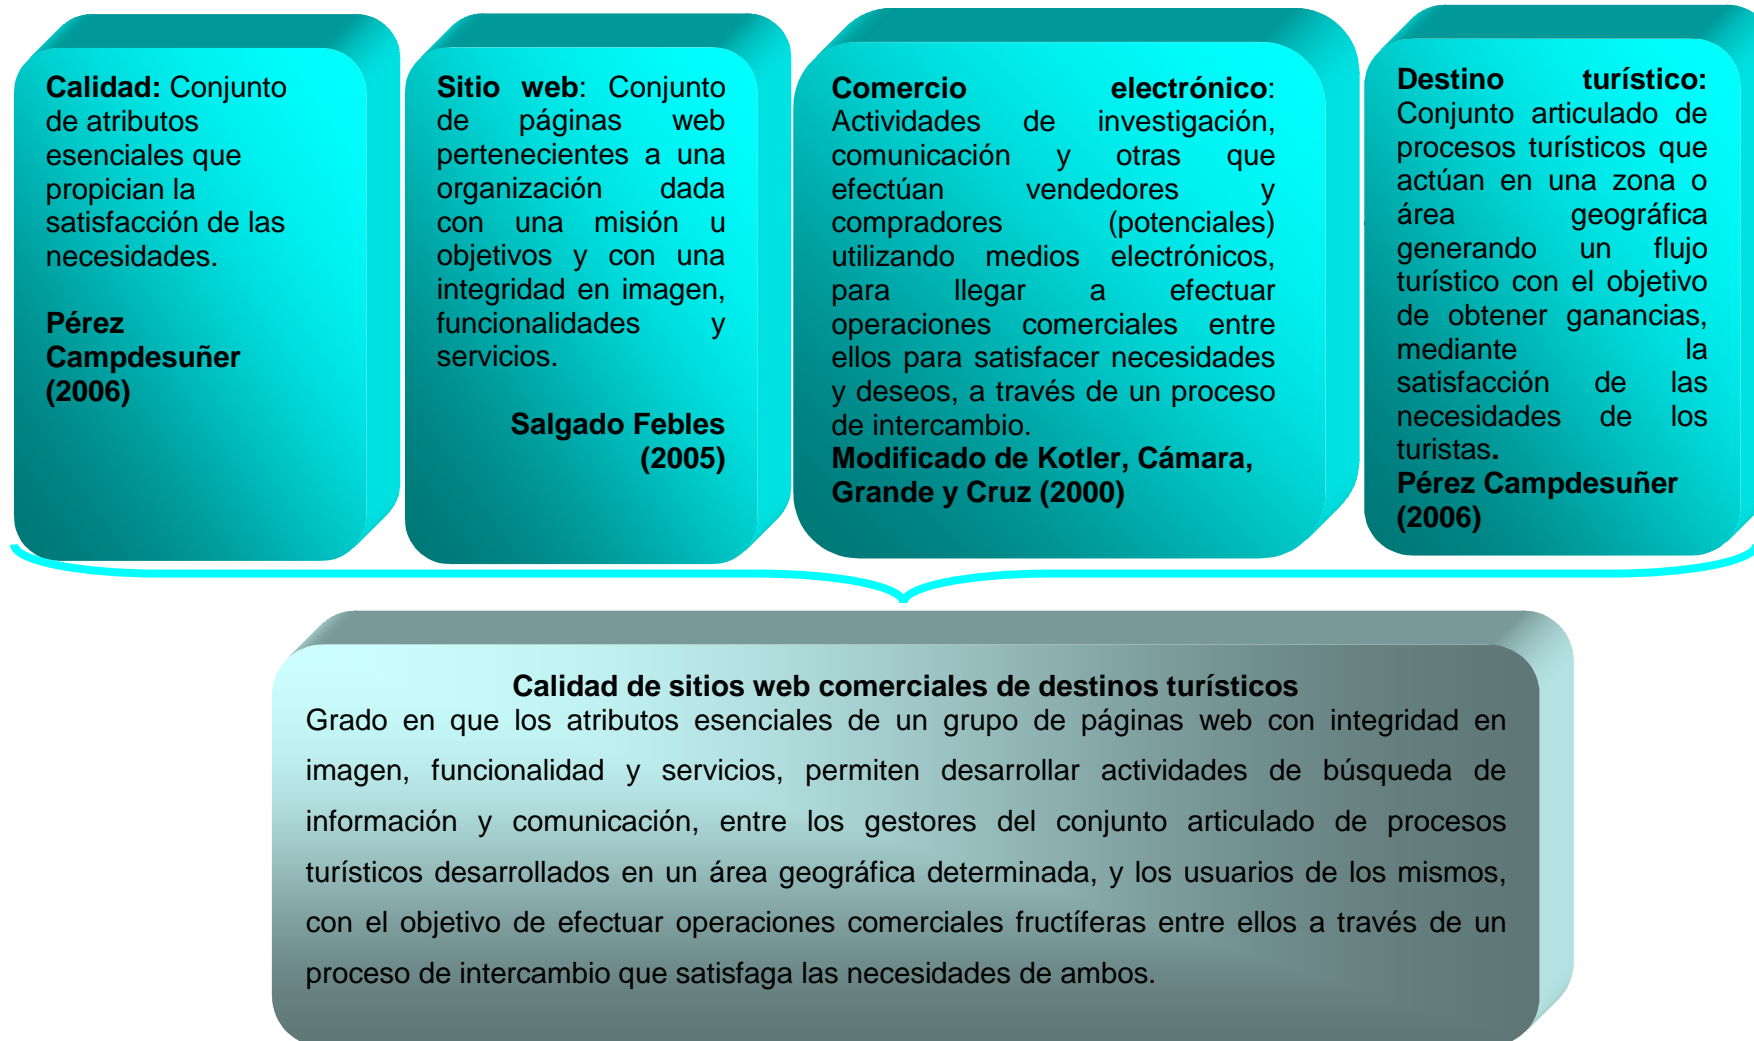 Calidad: Conjunto
de atributos
esenciales que
propician la
satisfacción de las
necesidades.
Pérez
Campdesuñer
(2006)
Sitio web: Conjunto
de páginas web
pertenecientes a una
organización dada
con una misión u
objetivos y con una
integridad en imagen,
funcionalidades y
servicios.
Salgado Febles
(2005)
Comercio electrónico:
Actividades de investigación,
comunicación y otras que
efectúan vendedores y
compradores (potenciales)
utilizando medios electrónicos,
para llegar a efectuar
operaciones comerciales entre
ellos para satisfacer necesidades
y deseos, a través de un proceso
de intercambio.
Modificado de Kotler, Cámara,
Grande y Cruz (2000)
Destino turístico:
Conjunto articulado de
procesos turísticos que
actúan en una zona o
área geográfica
generando un flujo
turístico con el objetivo
de obtener ganancias,
mediante la
satisfacción de las
necesidades de los
turistas.
Pérez Campdesuñer
(2006)
Calidad de sitios web comerciales de destinos turísticos
Grado en que los atributos esenciales de un grupo de páginas web con integridad en
imagen, funcionalidad y servicios, permiten desarrollar actividades de búsqueda de
información y comunicación, entre los gestores del conjunto articulado de procesos
turísticos desarrollados en un área geográfica determinada, y los usuarios de los mismos,
con el objetivo de efectuar operaciones comerciales fructíferas entre ellos a través de un
proceso de intercambio que satisfaga las necesidades de ambos.